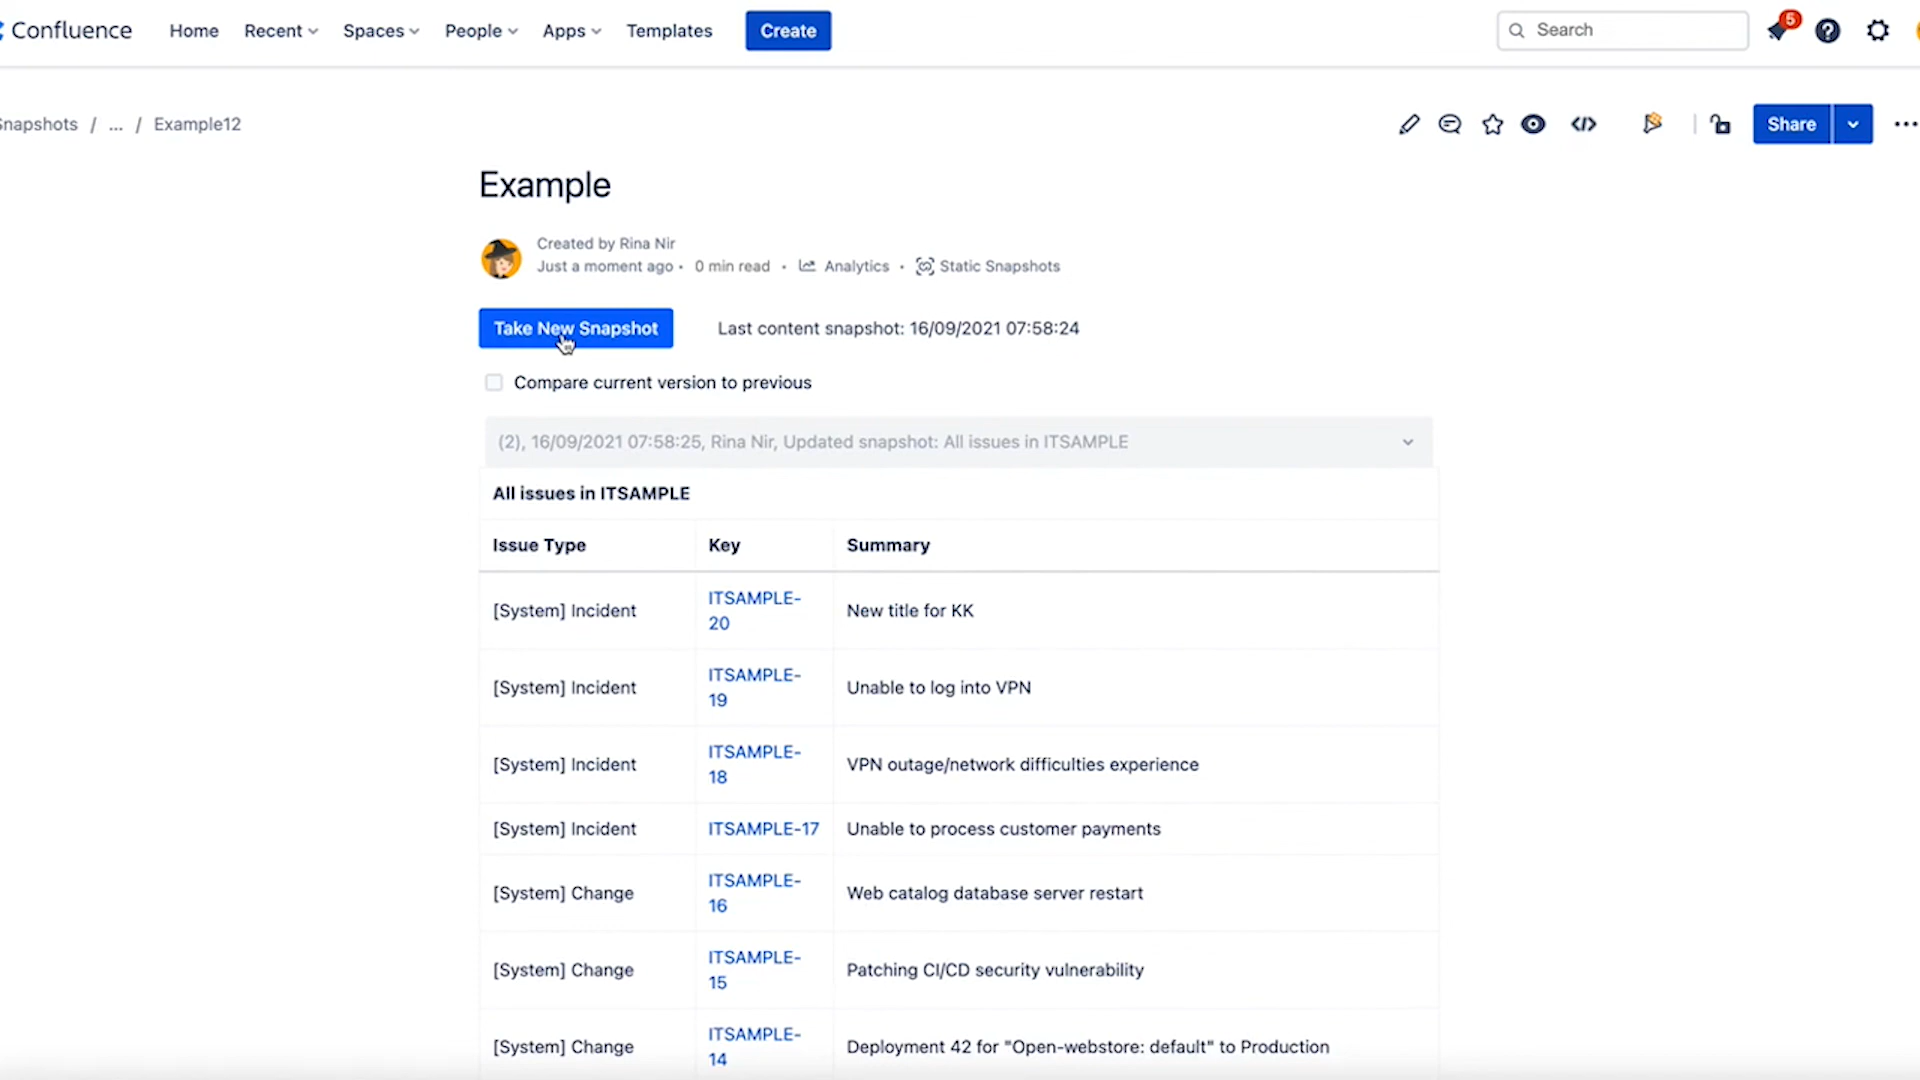 Confluence Home Recent Spaces People Apps Templates Create Search 5
/ ... / Example12 Share
Example
Created by Rina Nir
Just a moment ago • 0 min read • Analytics • Static Snapshots
Take New Snapshot Last content snapshot: 16/09/2021 07:58:24
Compare current version to previous
(2), 16/09/2021 07:58:25, Rina Nir, Updated snapshot: All issues in ITSAMPLE
All issues in ITSAMPLE
Issue Type Key Summary
[System] Incident ITSAMPLE-
20 New title for KK
[System] Incident ITSAMPLE-
19 Unable to log into VPN
[System] Incident ITSAMPLE-
18 VPN outage/network difficulties experience
[System] Incident ITSAMPLE-17 Unable to process customer payments
[System] Change ITSAMPLE-
16 Web catalog database server restart
[System] Change ITSAMPLE-
15 Patching CI/CD security vulnerability
[System] Change ITSAMPLE-
14 Deployment 42 for "Open-webstore: default" to Production